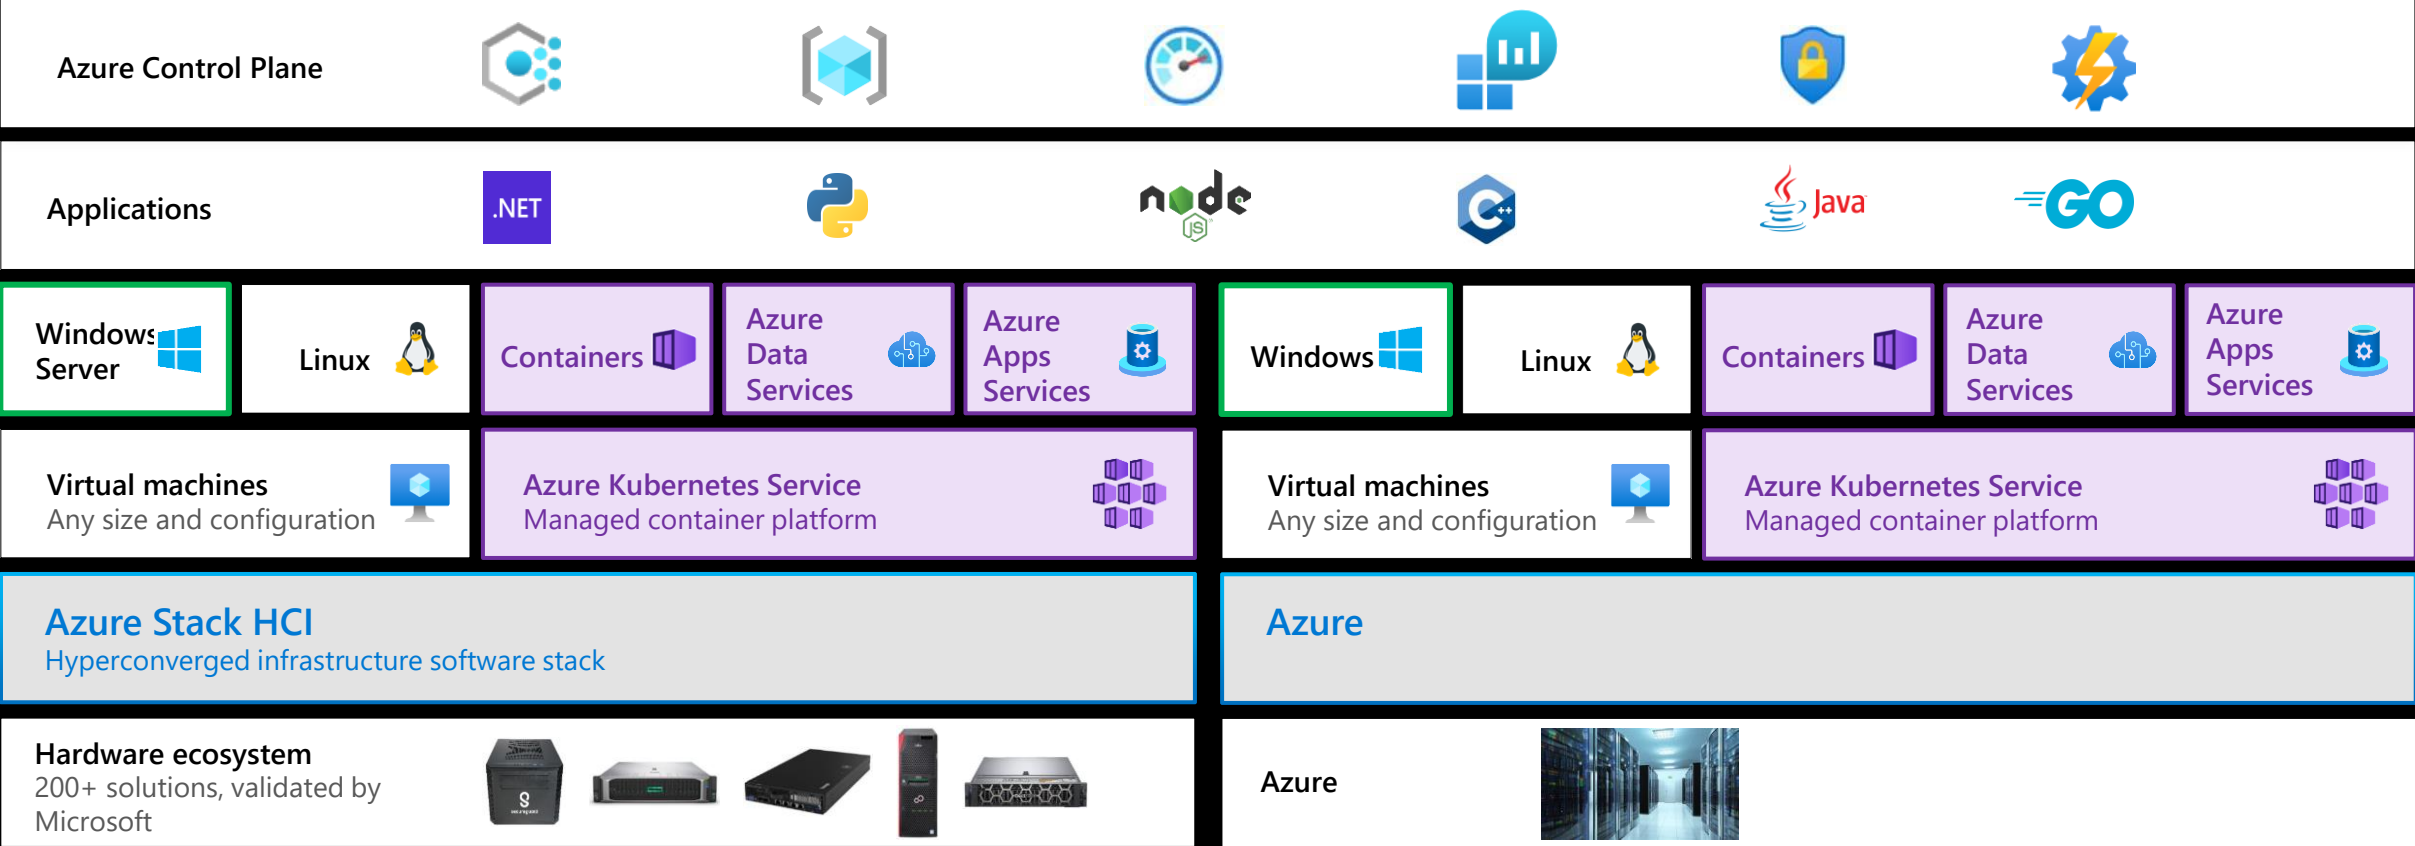 Azure Control Plane
Applications
.NET
node
JS
C++
Java
GO
Windows
Server
Linux
Containers
Azure
Data
Services
Azure
Apps
Services
Windows
Linux
Containers
Azure
Data
Services
Azure
Apps
Services
Virtual machines
Any size and configuration
Azure Kubernetes Service
Managed container platform
Virtual machines
Any size and configuration
Azure Kubernetes Service
Managed container platform
Azure Stack HCI
Hyperconverged infrastructure software stack
Azure
Hardware ecosystem
200+ solutions, validated by
Microsoft
Azure